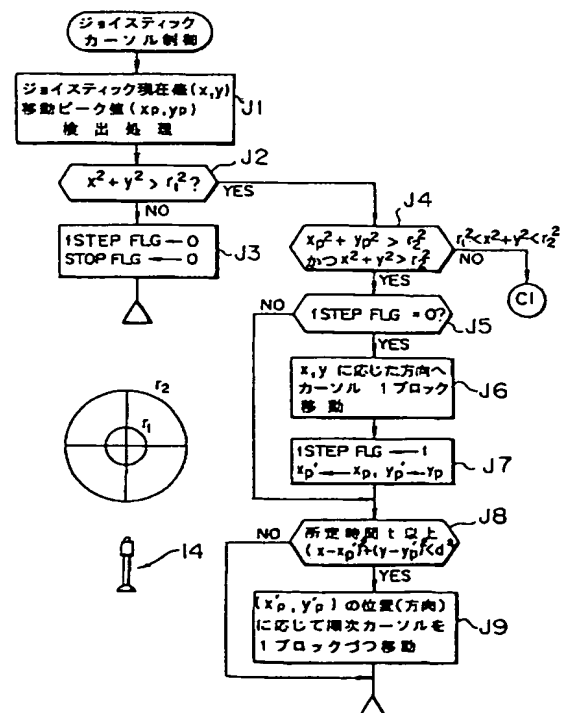 ジョイスティック
カーソル制御
ジョイスティック現在値(x,y)
移動ピーク値(xp,yp)
検出処理
J1
x²+y²>r₁²?
J2
YES
NO
1STEP FLG ← 0
STOP FLG ← 0
J3
J4
xp²+yp²>r₂²
かつx²+y²>r₂²
r₁²<x²+y²<r₂²
NO
C1
YES
NO
1STEP FLG =0?
J5
YES
x,yに応じた方向へ
カーソル 1ブロック
移動
J6
1STEP FLG ← 1
xp'←xp, yp'←yp
J7
r₂
r₁
14
NO
所定時間t以上
(x-xp')²+(y-yp')²<d²
J8
YES
(x'p,y'p)の位置(方向)
に応じて順次カーソルを
1ブロックづつ移動
J9